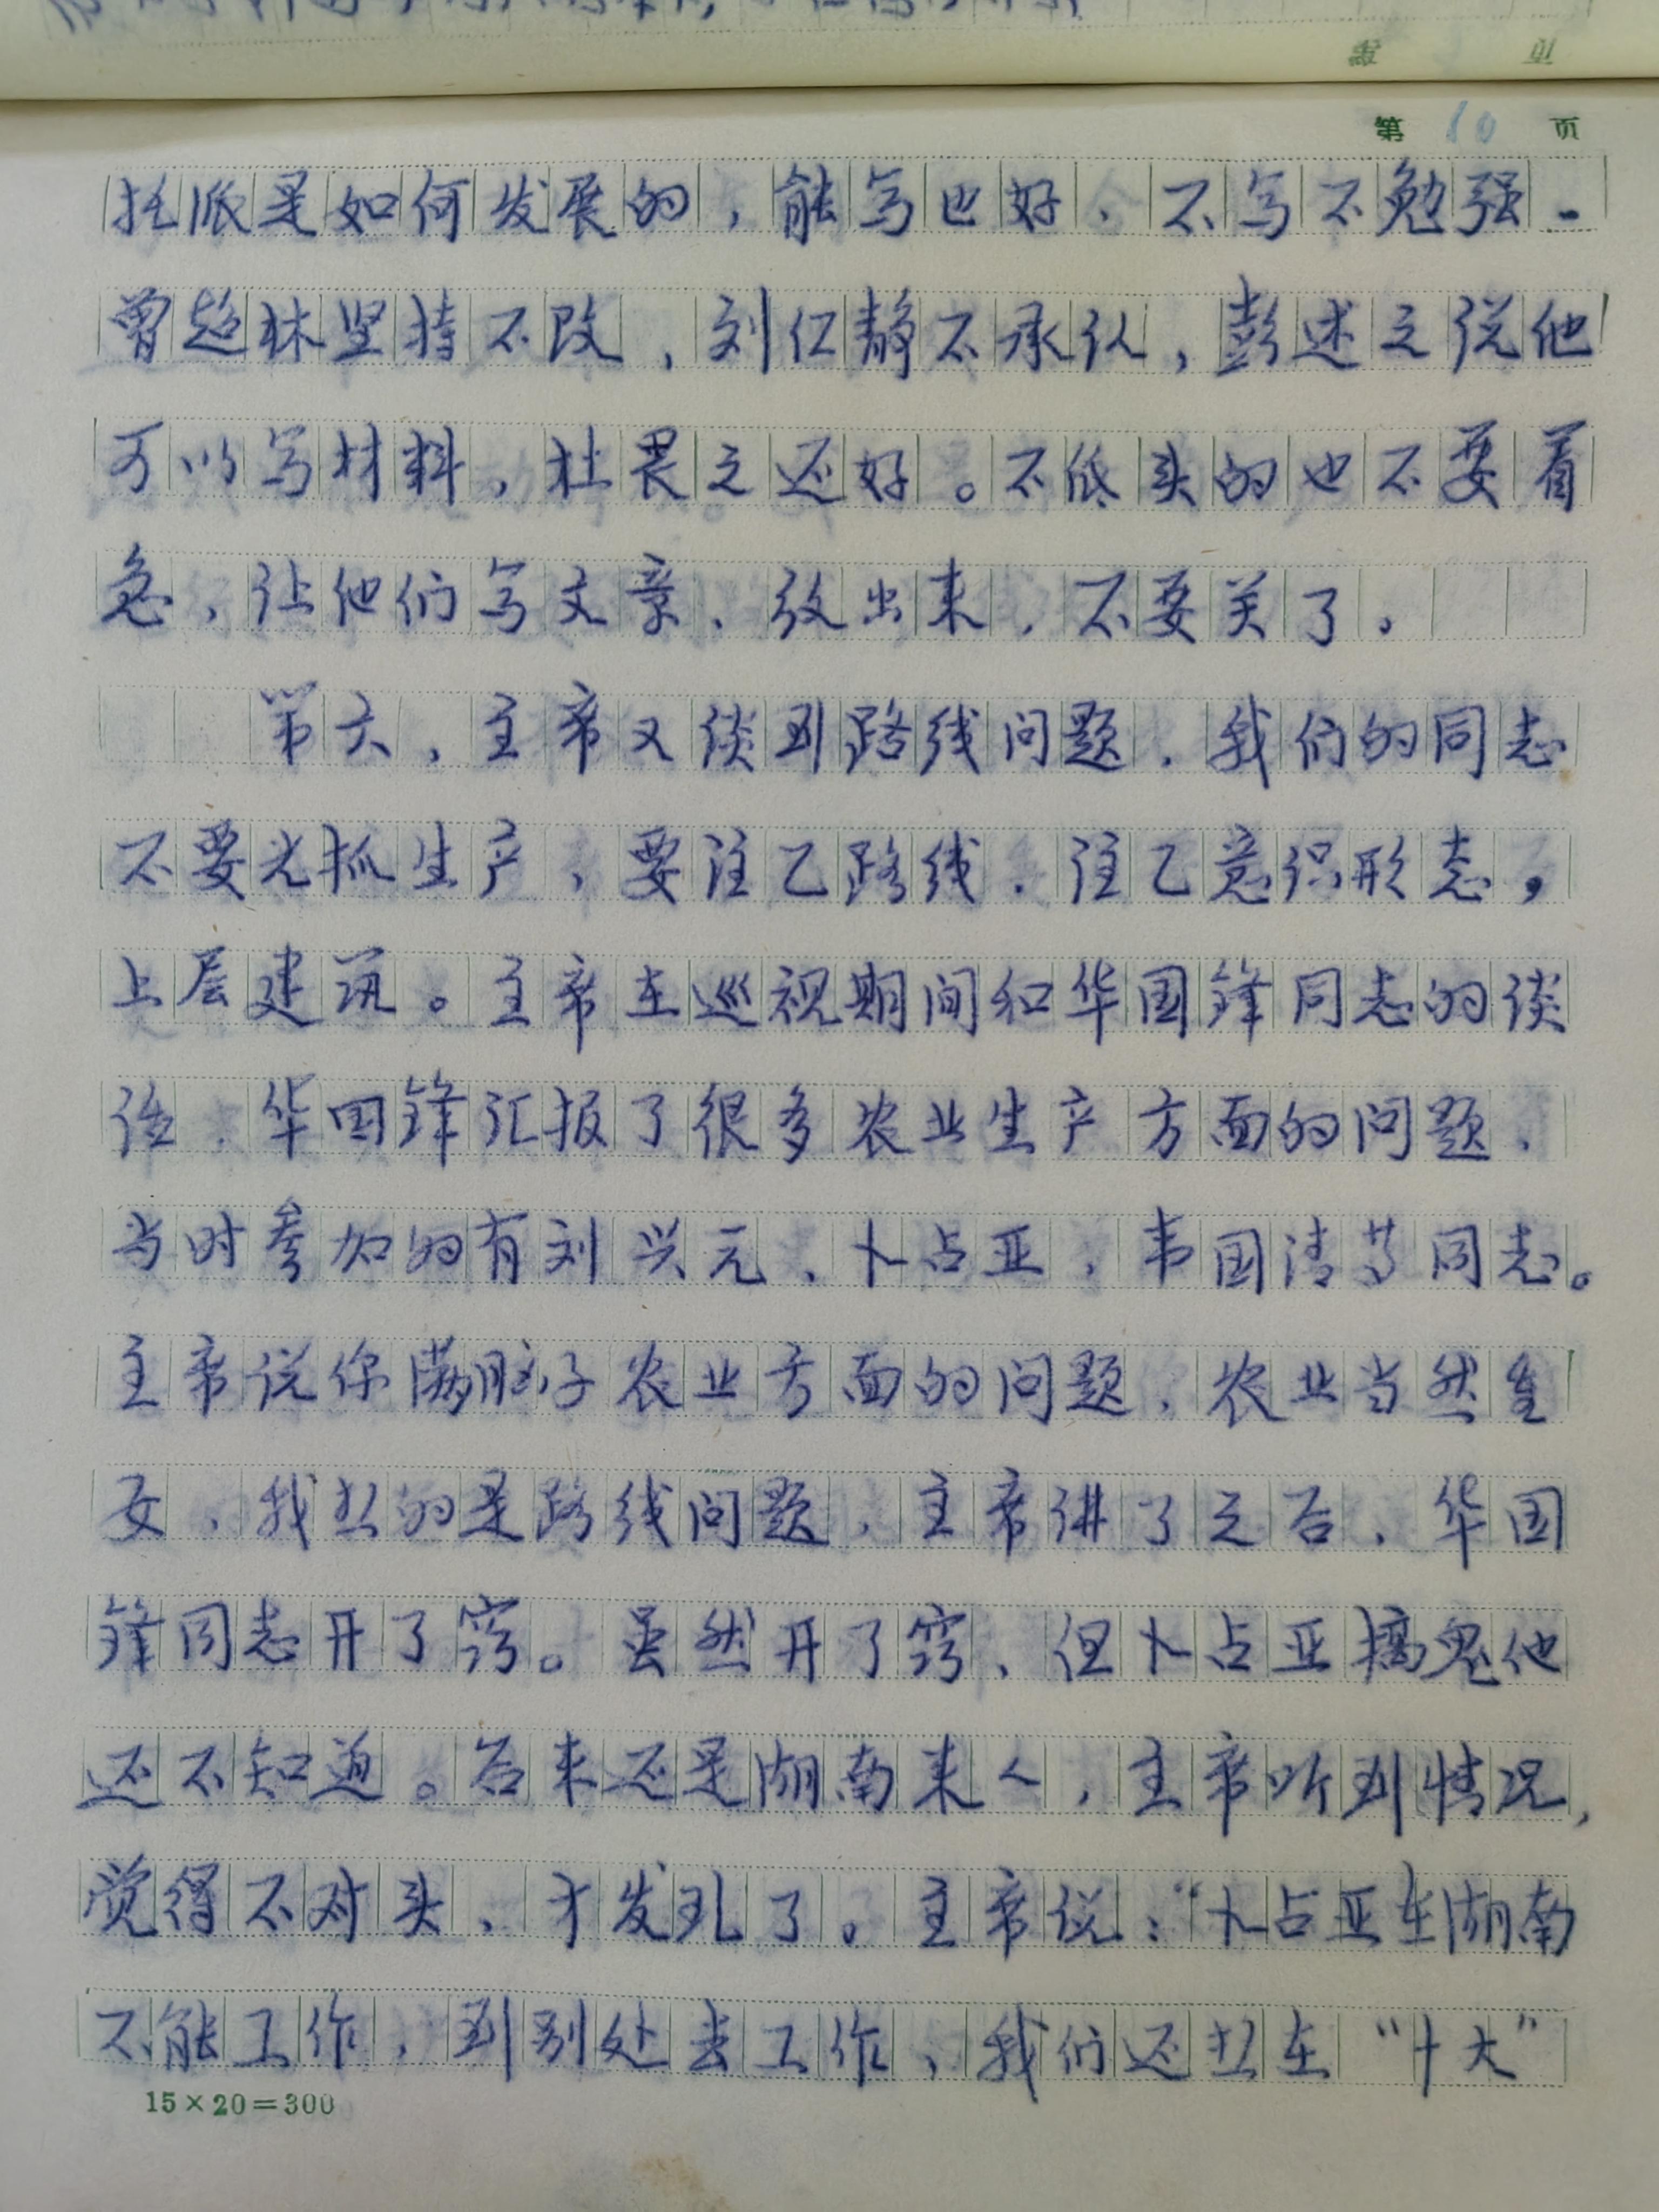 第 10 页
托派是如何发展的，能写也好，不写不勉强．
曾超林坚持不改，刘仁静不承认，彭述之说他
可以写材料，杜畏之还好。不低头的也不要着
急，让他们写文章、放出来，不要关了。
第六，主席又谈到路线问题，我们的同志
不要光抓生产，要注乙路线．注乙意识形态，
上层建筑。主席在巡视期间和华国锋同志的谈
话，华国锋汇报了很多农业生产方面的问题，
当时参加的有刘兴元、卜占亚，韦国清等同志。
主席说你满脑子农业方面的问题，农业当然重
要，我想的是路线问题，主席讲了之后，华国
锋同志开了窍。虽然开了窍，但卜占亚搞鬼他
还不知道。后来还是湖南来人，主席听到情况，
觉得不对头，才发现了。主席说：“卜占亚在湖南
不能工作，到别处去工作，我们还想在“十大”
15×20=300